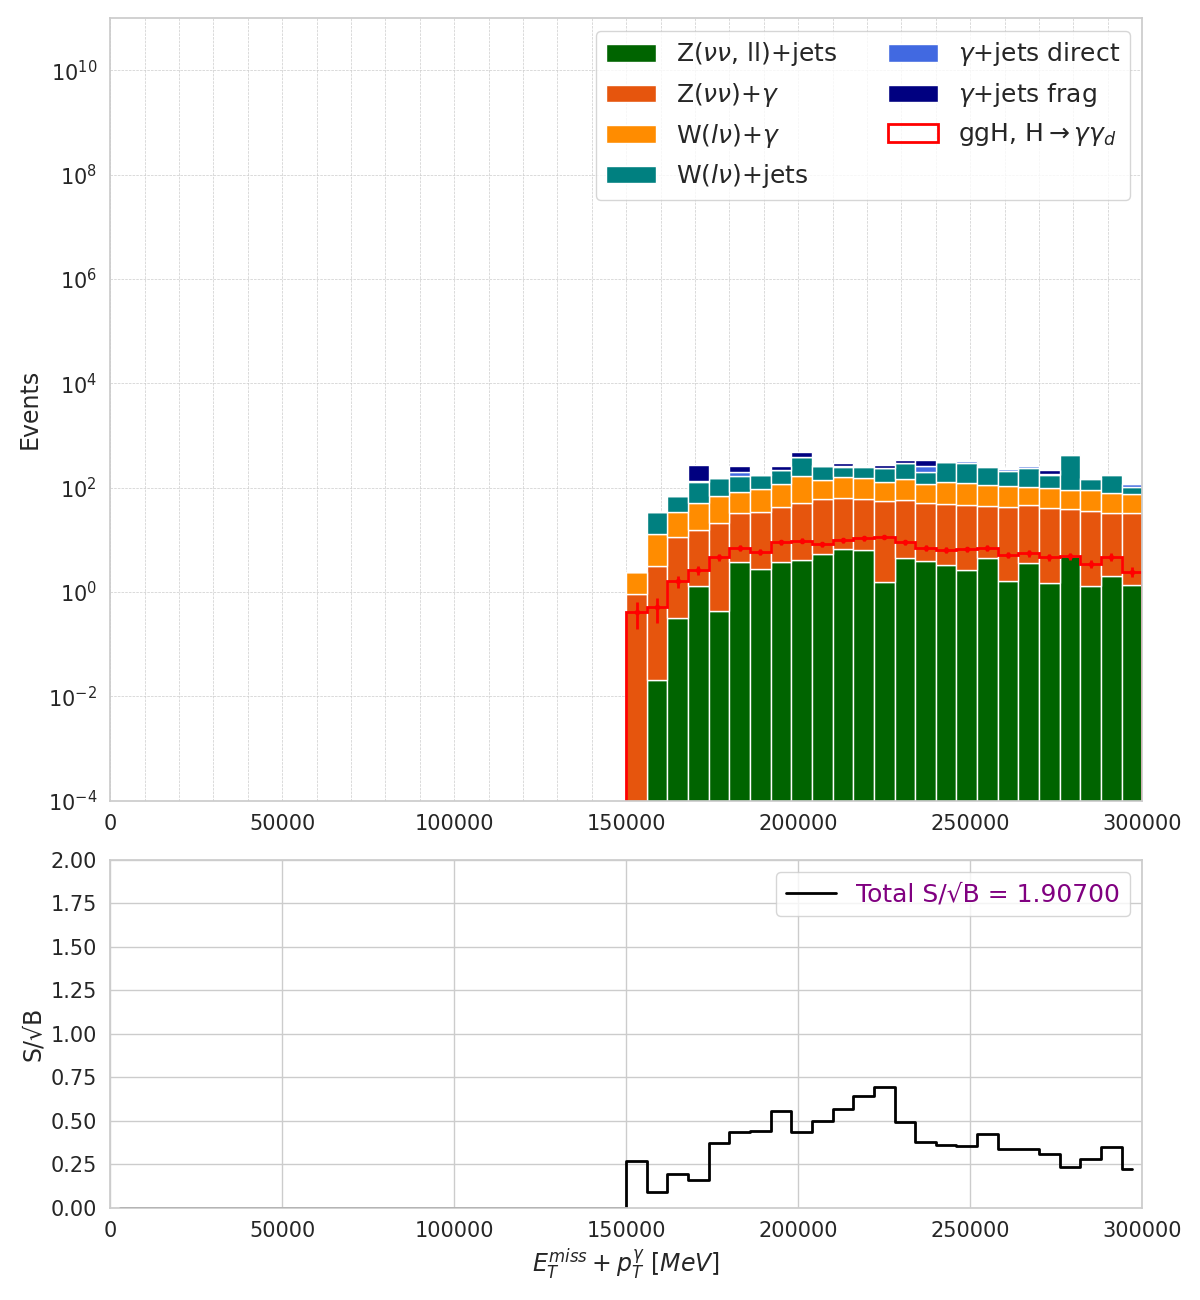 Z(νν, ll)+jets
Z(νν)+γ
W(lν)+γ
W(lν)+jets
γ+jets direct
γ+jets frag
ggH, H→γγ_d
Events
10^10
10^8
10^6
10^4
10^2
10^0
10^−2
10^−4
0 50000 100000 150000 200000 250000 300000
Total S/√B = 1.90700
S/√B
2.00
1.75
1.50
1.25
1.00
0.75
0.50
0.25
0.00
0 50000 100000 150000 200000 250000 300000
E_T^miss + p_T^γ [MeV]